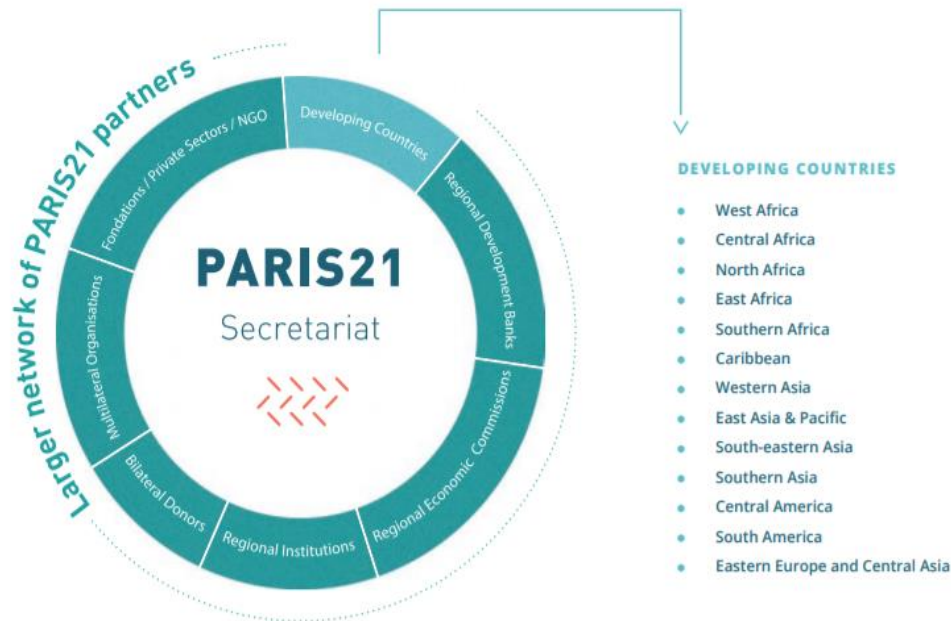 Larger network of PARIS21 partners
Fondations / Private Sectors / NGO
Developing Countries
Regional Development Banks
Regional Economic Commissions
Regional Institutions
Bilateral Donors
Multilateral Organisations
PARIS21
Secretariat
DEVELOPING COUNTRIES
West Africa
Central Africa
North Africa
East Africa
Southern Africa
Caribbean
Western Asia
East Asia & Pacific
South-eastern Asia
Southern Asia
Central America
South America
Eastern Europe and Central Asia